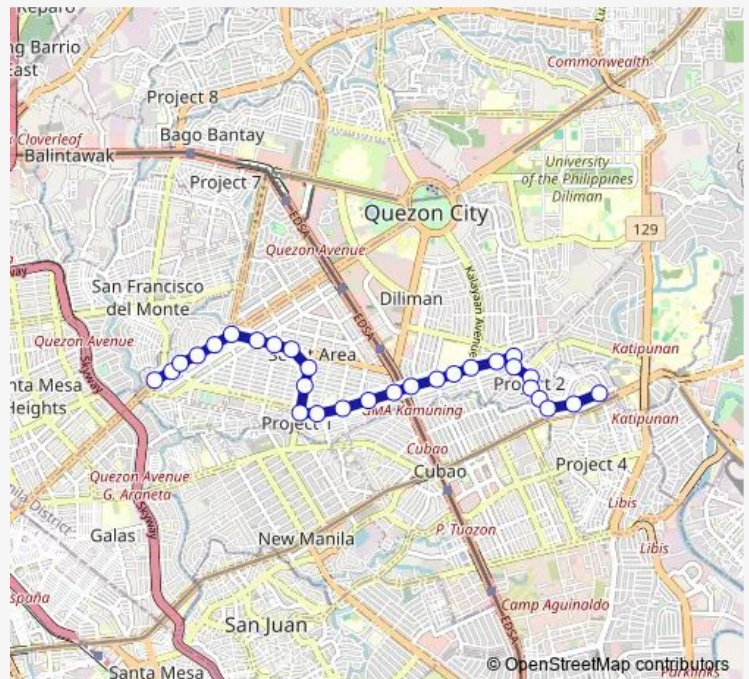 Reparo
ng Barrio
East
Commonwealth
Project 8
x Cloverleaf
Bago Bantay
Balintawak
University
of the Philippines
Diliman
Project 7
Quezon City
EDSA
129
Quezon Avenue
Kalayaan Avenue
San Francisco
del Monte
Diliman
way
EDSA
Quezon Avenue
Katipunan
Skyway
nta Mesa
Heights
Project 2
GMA Kamuning
Project 1
Katipunan
Cubao
Cubao
Project 4
Quezon Avenue
G. Araneta
Skyway
Libis
Galas
New Manila
P. Tuazon
Libis
España
Camp Aguinaldo
San Juan
EDSA
© OpenStreetMap contributors
Santa Mesa
Parklinks